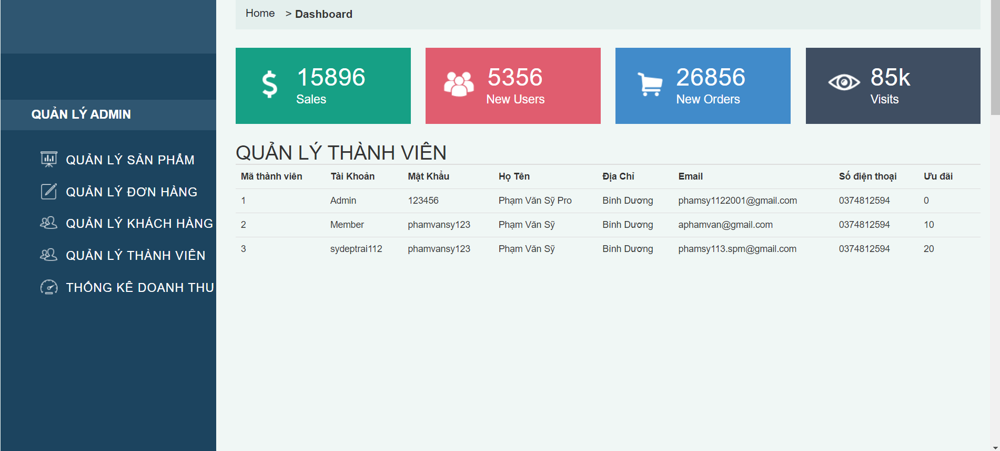 Home > Dashboard
15896
Sales
5356
New Users
26856
New Orders
85k
Visits
QUẢN LÝ ADMIN
QUẢN LÝ SẢN PHẨM
QUẢN LÝ ĐƠN HÀNG
QUẢN LÝ KHÁCH HÀNG
QUẢN LÝ THÀNH VIÊN
THỐNG KÊ DOANH THU
QUẢN LÝ THÀNH VIÊN
Mã thành viên Tài Khoản Mật Khẩu Họ Tên Địa Chỉ Email Số điện thoại Ưu đãi
1 Admin 123456 Phạm Văn Sỹ Pro Bình Dương phamsy1122001@gmail.com 0374812594 0
2 Member phamvansy123 Phạm Văn Sỹ Bình Dương aphamvan@gmail.com 0374812594 10
3 sydeptrai112 phamvansy123 Phạm Văn Sỹ Bình Dương phamsy113.spm@gmail.com 0374812594 20